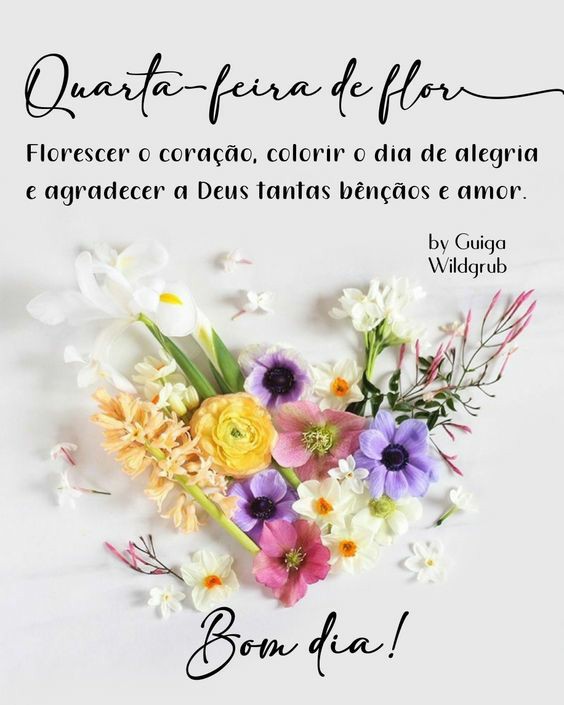 Quarta-feira de flor
Florescer o coração, colorir o dia de alegria
e agradecer a Deus tantas bênçãos e amor.
by Guiga
Wildgrub
Bom dia!